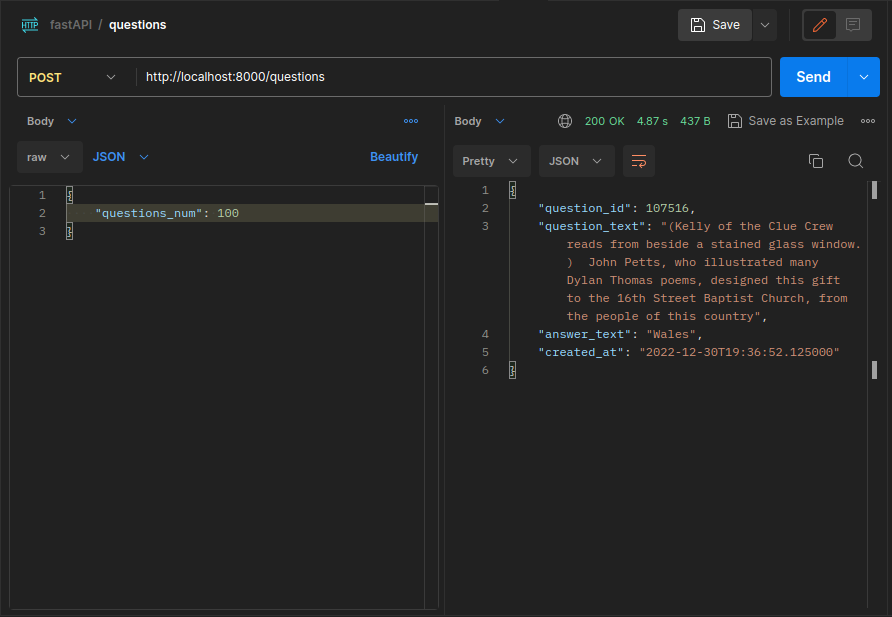 HTTP fastAPI / questions
Save
POST http://localhost:8000/questions
Send
Body
raw JSON Beautify
1 {
2 "questions_num": 100
3 }
Body 200 OK 4.87 s 437 B Save as Example
Pretty JSON
1 {
2 "question_id": 107516,
3 "question_text": "(Kelly of the Clue Crew
reads from beside a stained glass window.
) John Petts, who illustrated many
Dylan Thomas poems, designed this gift
to the 16th Street Baptist Church, from
the people of this country",
4 "answer_text": "Wales",
5 "created_at": "2022-12-30T19:36:52.125000"
6 }